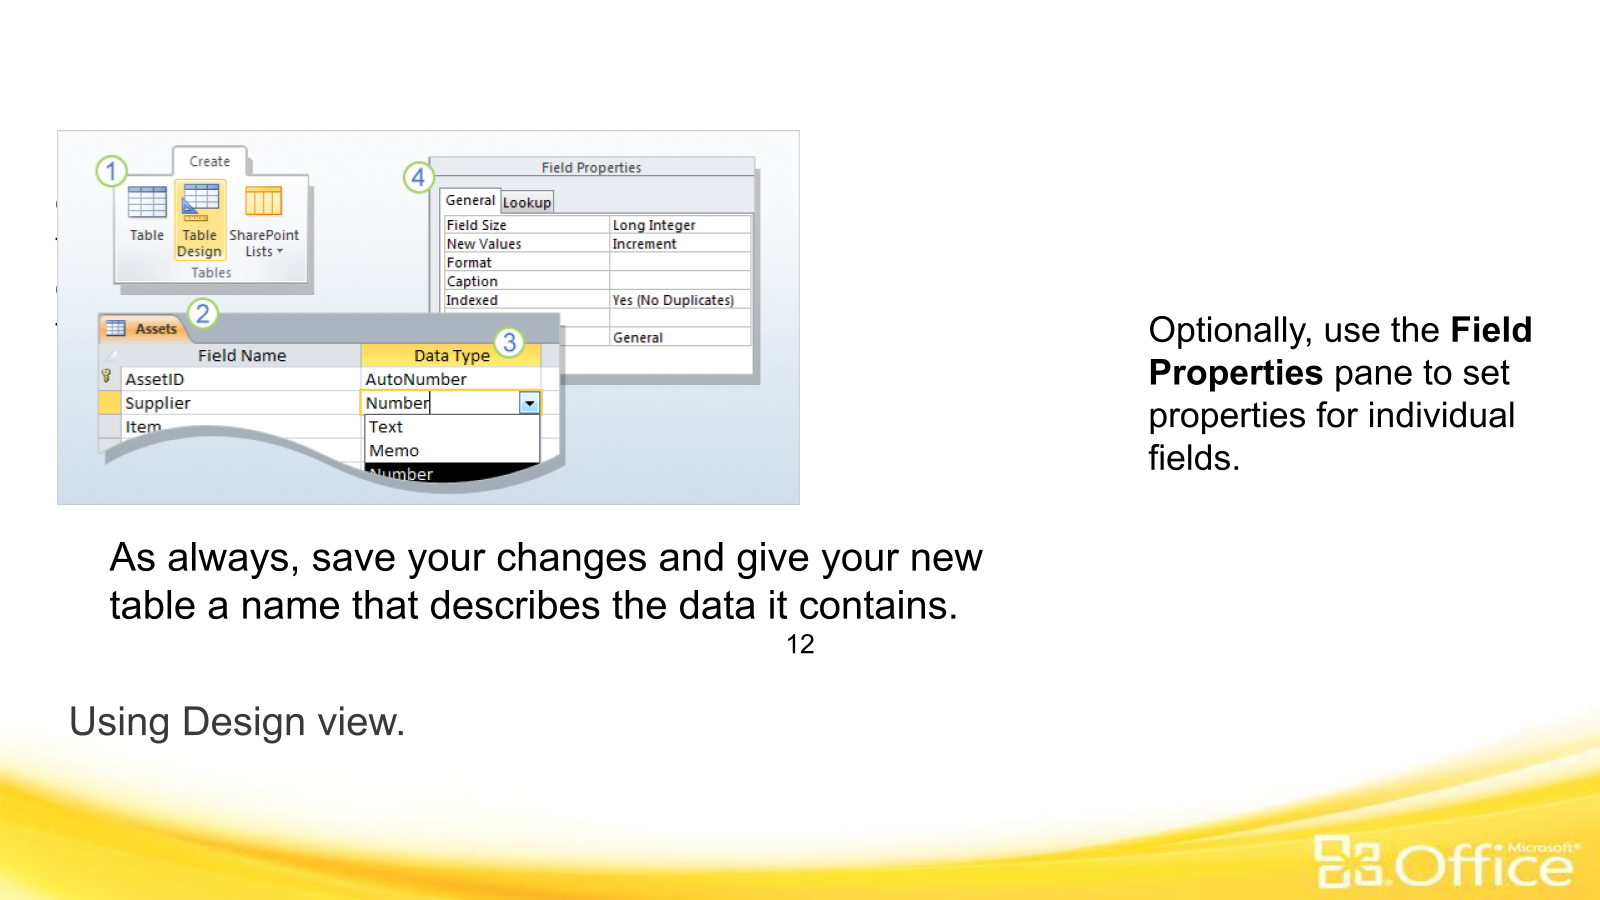 1
Create
Table
Table
Design
SharePoint
Lists
Tables
4
Field Properties
General
Lookup
Field Size
Long Integer
New Values
Increment
Format
Caption
Indexed
Yes (No Duplicates)
General
2
Assets
3
Field Name
Data Type
AssetID
AutoNumber
Supplier
Number
Item
Text
Memo
Number
Optionally, use the Field
Properties pane to set
properties for individual
fields.
As always, save your changes and give your new
table a name that describes the data it contains.
12
Using Design view.
Microsoft®
Office